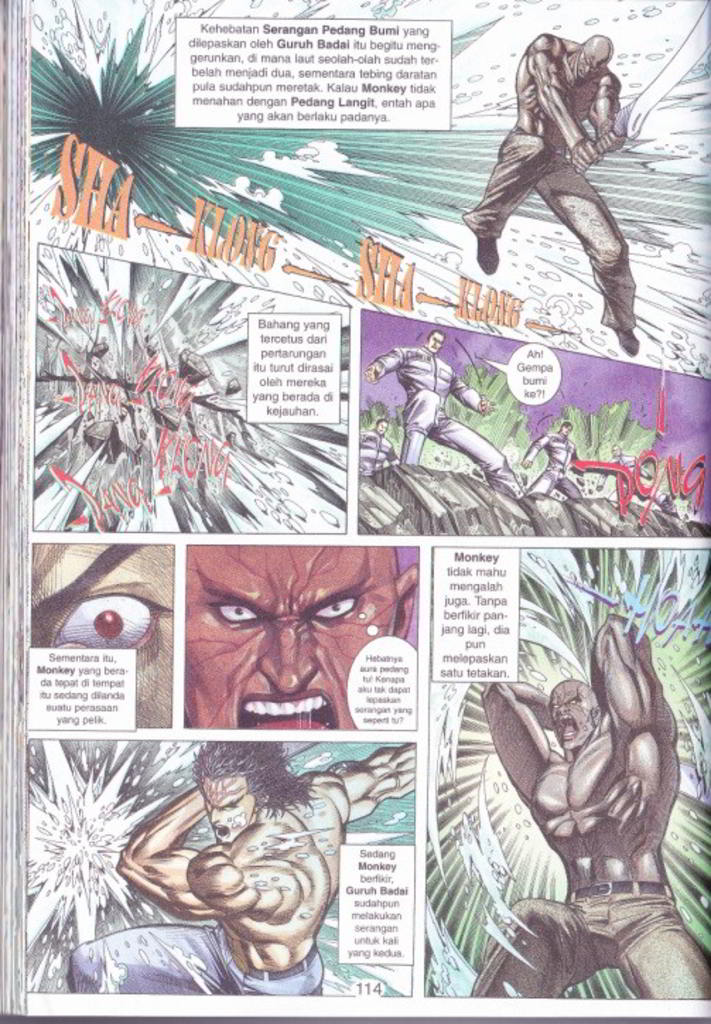 Kehebatan Serangan Pedang Bumi yang
dilepaskan oleh Guruh Badai itu begitu meng-
gerunkan, di mana laut seolah-olah sudah ter-
belah menjadi dua, sementara tebing daratan
pula sudahpun meretak. Kalau Monkey tidak
menahan dengan Pedang Langit, entah apa
yang akan berlaku padanya.
SHA — KLONG — SHA — KLONG —
DANG KLONG
DANG KLONG
DANG KLONG
Bahang yang
tercetus dari
pertarungan
itu turut dirasai
oleh mereka
yang berada di
kejauhan.
Ah!
Gempa
bumi
ke?!
DONG
Sementara itu,
Monkey yang bera-
da tepat di tempat
itu sedang dilanda
suatu perasaan
yang pelik.
Hebatnya
aura pedang
tu! Kenapa
aku tak dapat
lepaskan
serangan yang
seperti tu?
Monkey
tidak mahu
mengalah
juga. Tanpa
berfikir pan-
jang lagi, dia
pun
melepaskan
satu tetakan.
Sedang
Monkey
berfikir,
Guruh Badai
sudahpun
melakukan
serangan
untuk kali
yang kedua.
114